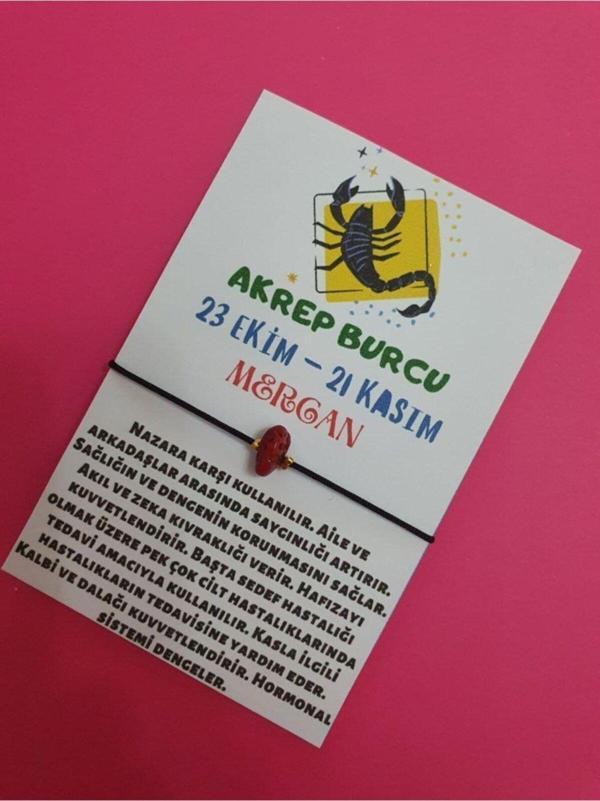 AKREP BURCU
23 EKİM – 21 KASIM
MERCAN
NAZARA KARŞI KULLANILIR. AİLE VE
ARKADAŞLAR ARASINDA SAYGINLIĞI ARTIRIR.
SAĞLIĞIN VE DENGENİN KORUNMASINI SAĞLAR.
AKIL VE ZEKA KIVRAKLIĞI VERİR. HAFIZAYI
KUVVETLENDİRİR. BAŞTA SEDEF HASTALIĞI
OLMAK ÜZERE PEK ÇOK CİLT HASTALIKLARINDA
TEDAVİ AMACIYLA KULLANILIR. KASLA İLGİLİ
HASTALIKLARIN TEDAVİSİNE YARDIM EDER.
KALBİ VE DALAĞI KUVVETLENDİRİR. HORMONAL
SİSTEMİ DENGELER.